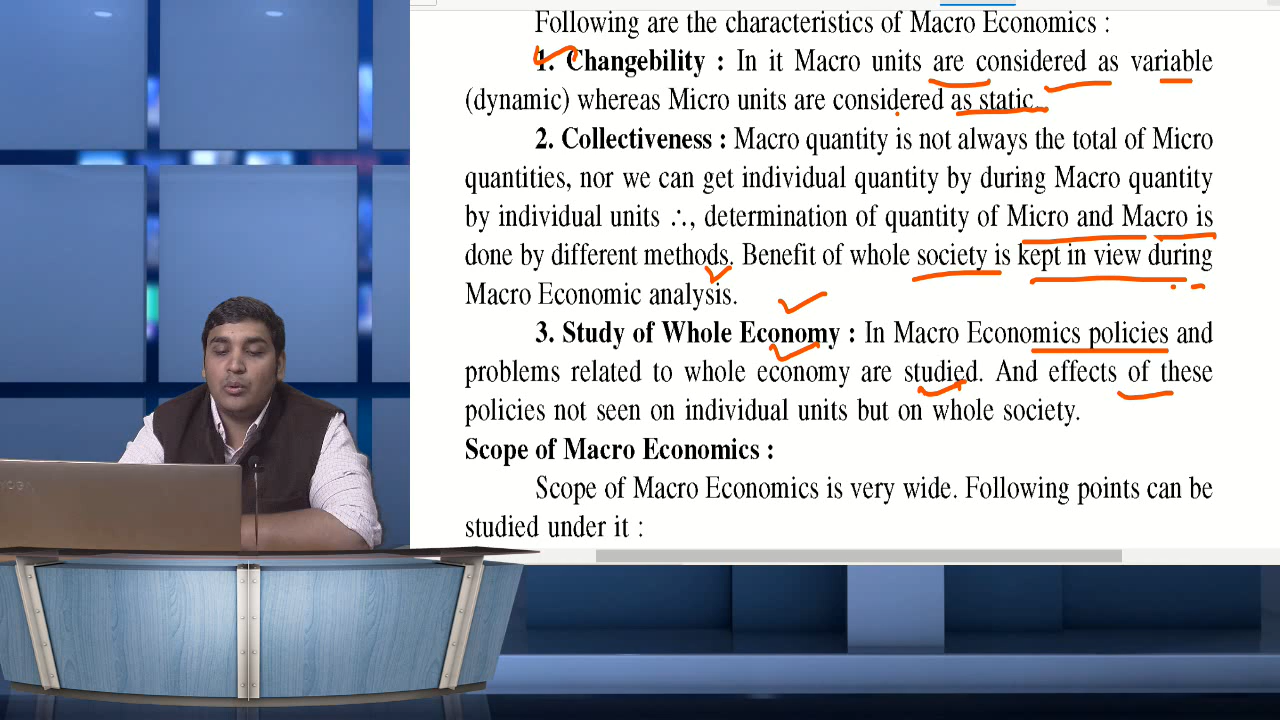 Following are the characteristics of Macro Economics :
1. Changebility : In it Macro units are considered as variable
(dynamic) whereas Micro units are considered as static.
2. Collectiveness : Macro quantity is not always the total of Micro
quantities, nor we can get individual quantity by during Macro quantity
by individual units ∴, determination of quantity of Micro and Macro is
done by different methods. Benefit of whole society is kept in view during
Macro Economic analysis.
3. Study of Whole Economy : In Macro Economics policies and
problems related to whole economy are studied. And effects of these
policies not seen on individual units but on whole society.
Scope of Macro Economics :
Scope of Macro Economics is very wide. Following points can be
studied under it :